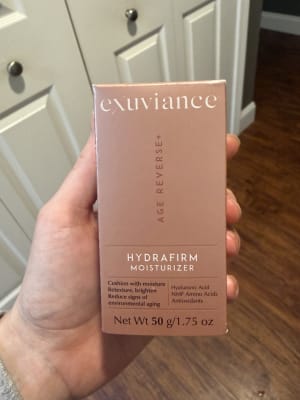 exuviance
AGE REVERSE+
HYDRAFIRM
MOISTURIZER
Cushion with moisture
Retexture, brighten
Reduce signs of
environmental aging
Hyaluronic Acid
NMF Amino Acids
Antioxidants
Net Wt 50 g/1.75 oz